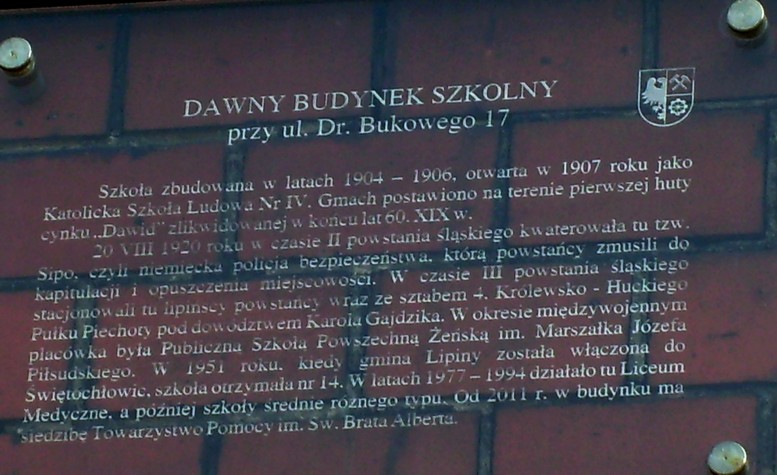 DAWNY BUDYNEK SZKOLNY
przy ul. Dr. Bukowego 17
Szkoła zbudowana w latach 1904 – 1906, otwarta w 1907 roku jako
Katolicka Szkoła Ludowa Nr IV. Gmach postawiono na terenie pierwszej huty
cynku „Dawid” zlikwidowanej w końcu lat 60. XIX w.
20 VIII 1920 roku w czasie II powstania śląskiego kwaterowała tu tzw.
Sipo, czyli niemiecka policja bezpieczeństwa, którą powstańcy zmusili do
kapitulacji i opuszczenia miejscowości. W czasie III powstania śląskiego
stacjonowali tu lipińscy powstańcy wraz ze sztabem 4. Królewsko - Huckiego
Pułku Piechoty pod dowództwem Karola Gajdzika. W okresie międzywojennym
placówka była Publiczną Szkołą Powszechną Żeńską im. Marszałka Józefa
Piłsudskiego. W 1951 roku, kiedy gmina Lipiny została włączona do
Świętochłowic, szkoła otrzymała nr 14. W latach 1977 – 1994 działało tu Liceum
Medyczne, a później szkoły średnie różnego typu. Od 2011 r. w budynku ma
siedzibę Towarzystwo Pomocy im. Św. Brata Alberta.